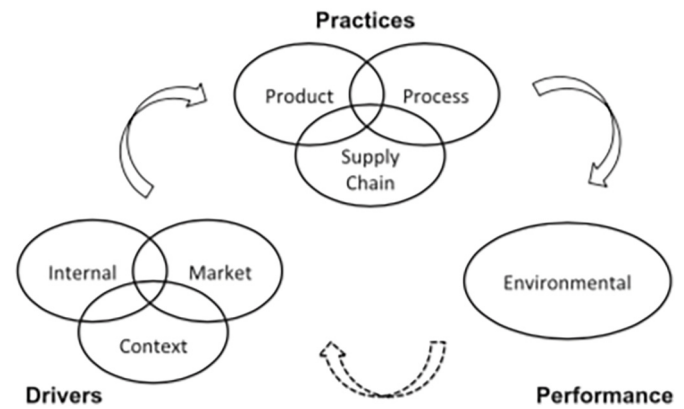 Practices
Product
Process
Supply
Chain
Internal
Market
Context
Environmental
Drivers
Performance